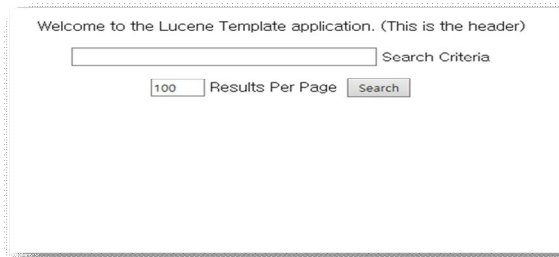 Welcome to the Lucene Template application. (This is the header)
Search Criteria
100 Results Per Page Search